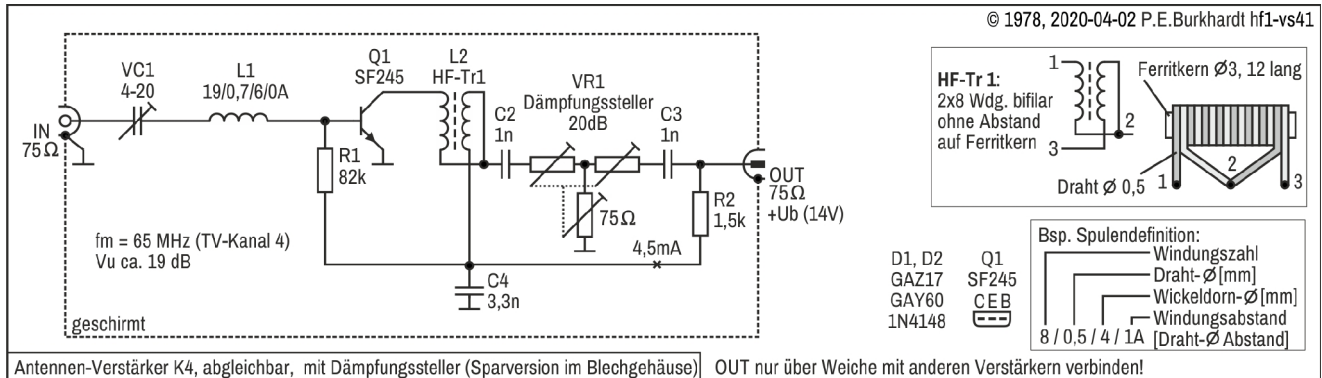 © 1978, 2020-04-02 P.E.Burkhardt hf1-vs41
VC1
4-20
L1
19/0,7/6/0A
Q1
SF245
L2
HF-Tr1
VR1
Dämpfungssteller
20dB
C2
1n
C3
1n
IN
75Ω
R1
82k
75Ω
R2
1,5k
OUT
75Ω
+Ub (14V)
4,5mA
C4
3,3n
fm = 65 MHz (TV-Kanal 4)
Vu ca. 19 dB
geschirmt
HF-Tr 1:
2x8 Wdg. bifilar
ohne Abstand
auf Ferritkern
1
2
3
Ferritkern Ø3, 12 lang
Draht Ø 0,5
1
2
3
D1, D2
GAZ17
GAY60
1N4148
Q1
SF245
C E B
Bsp. Spulendefinition:
Windungszahl
Draht-Ø [mm]
Wickeldorn-Ø [mm]
Windungsabstand
8 / 0,5 / 4 / 1A [Draht-Ø Abstand]
Antennen-Verstärker K4, abgleichbar, mit Dämpfungssteller (Sparversion im Blechgehäuse)
OUT nur über Weiche mit anderen Verstärkern verbinden!